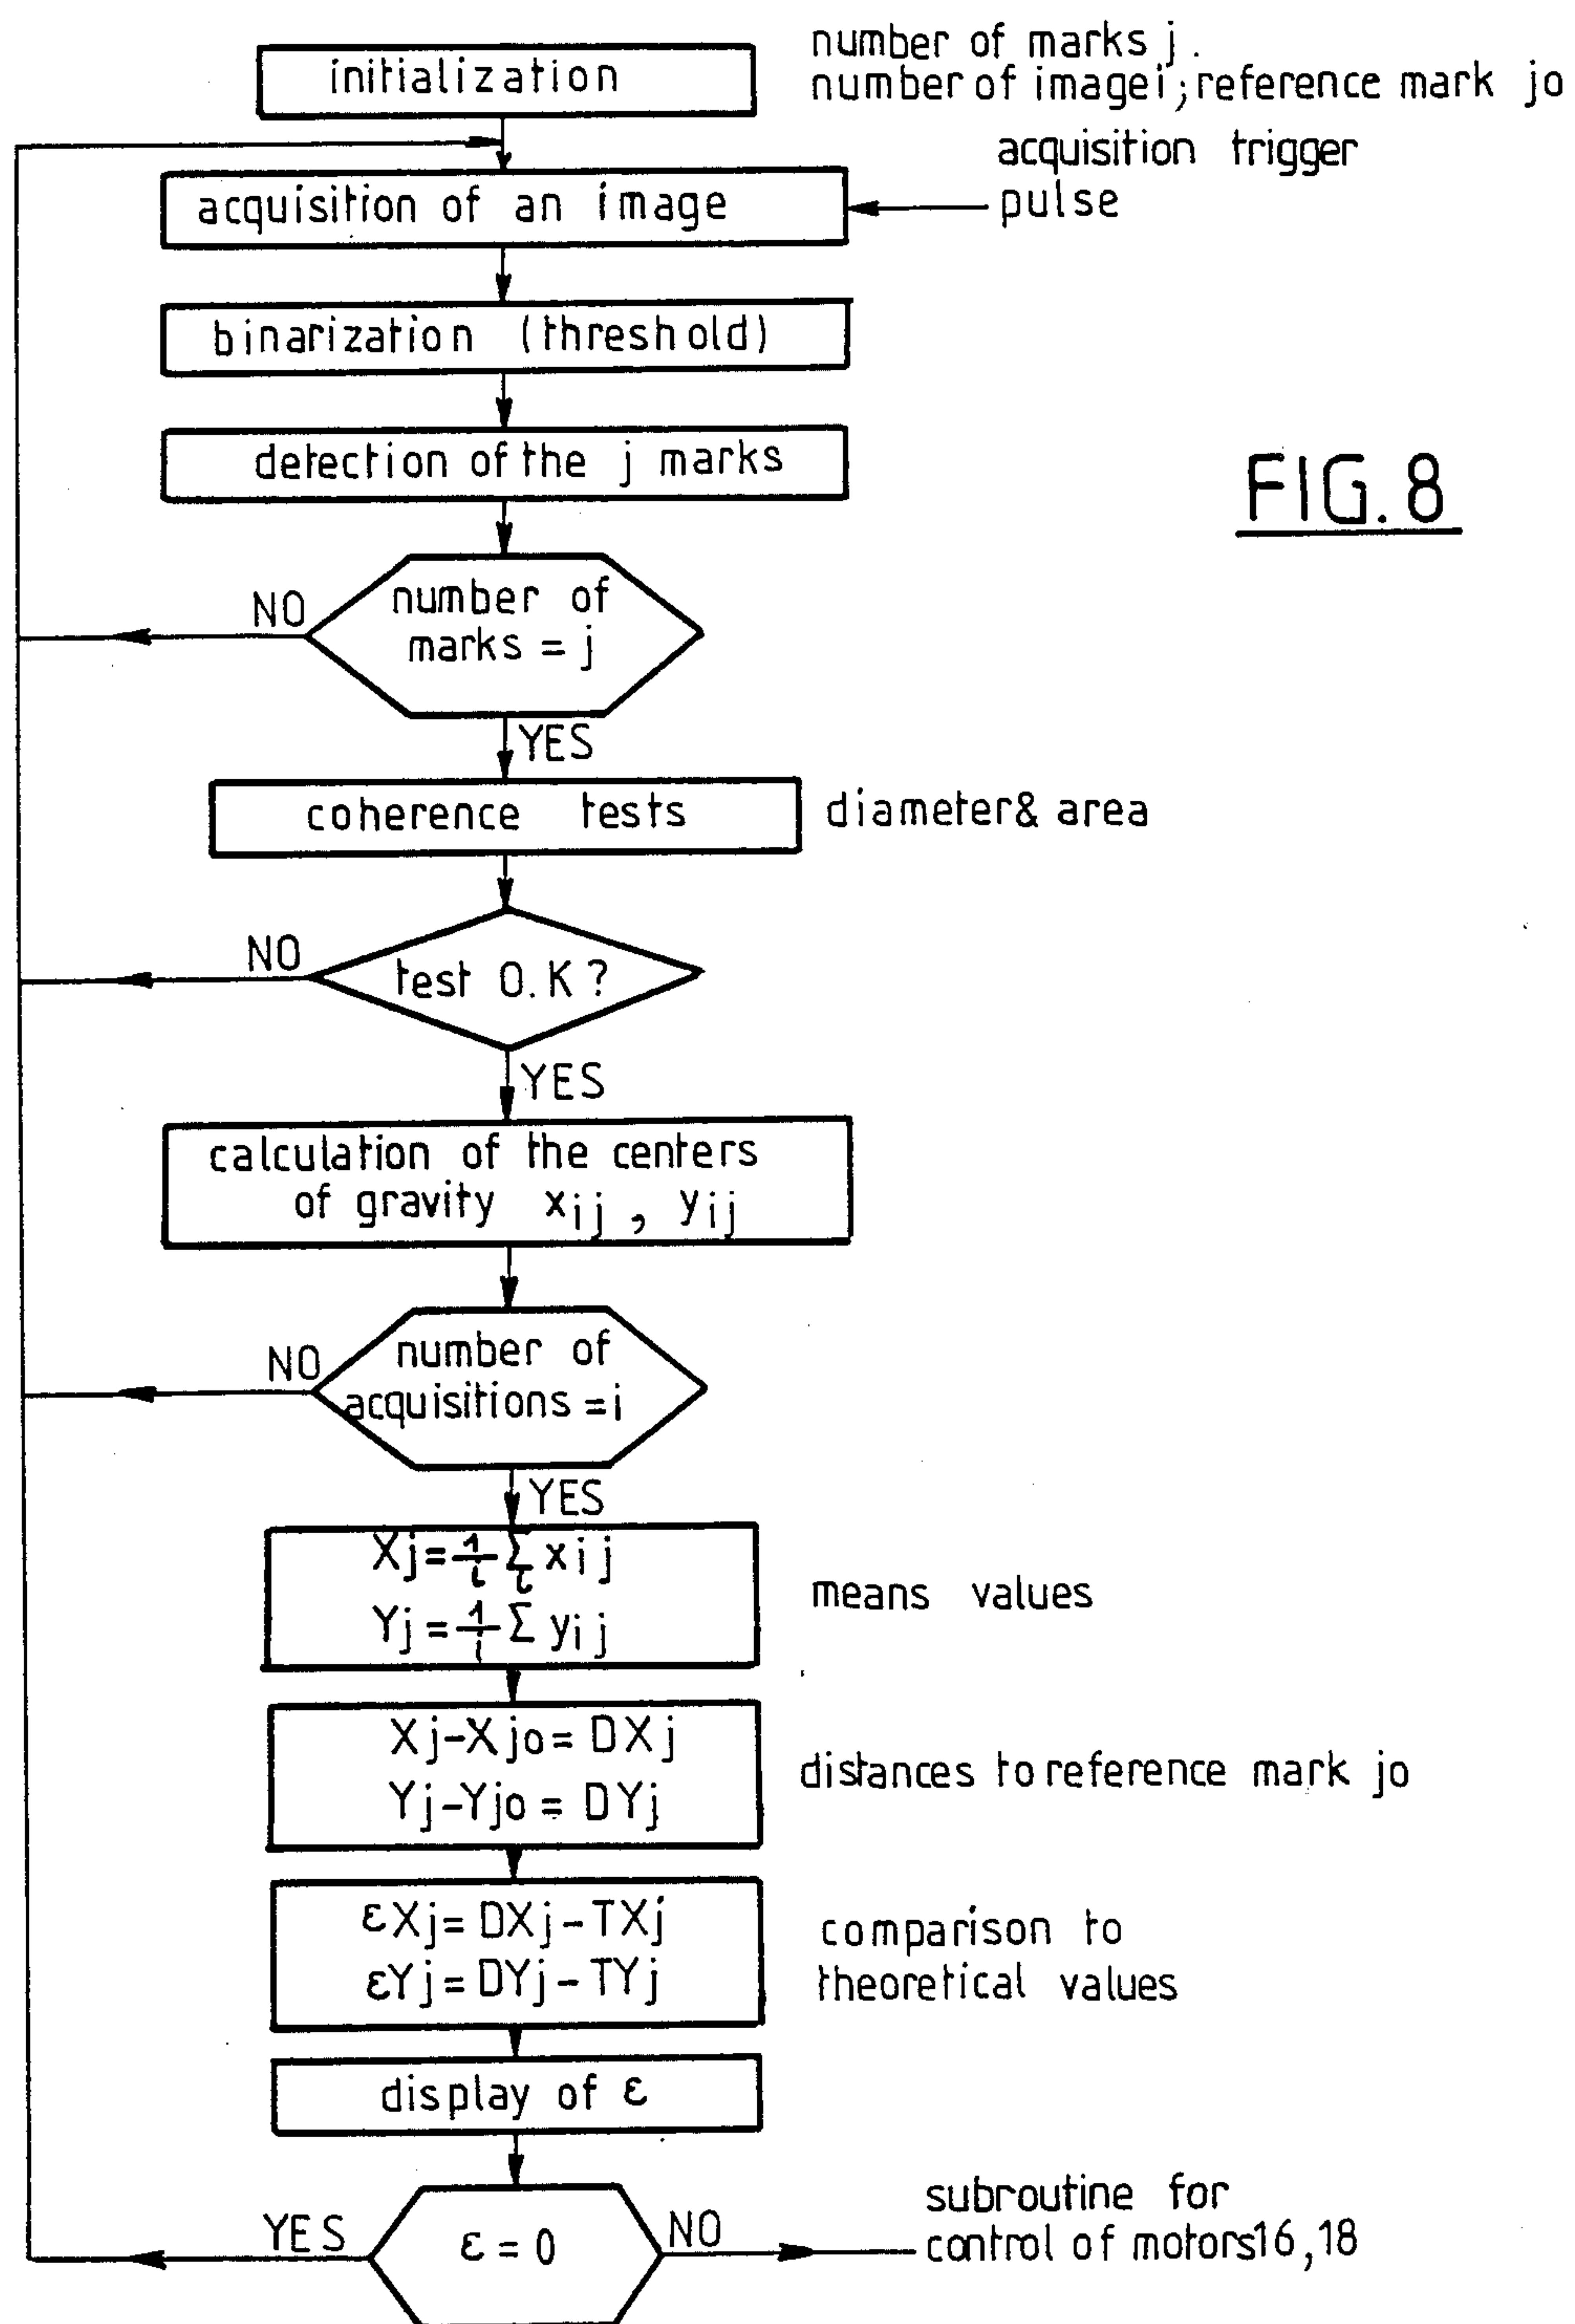 initialization
number of marks j.
number of image i; reference mark jo
acquisition trigger
pulse
acquisition of an image
binarization (threshold)
detection of the j marks
FIG. 8
number of
marks = j
NO
YES
coherence tests
diameter & area
test O.K ?
NO
YES
calculation of the centers
of gravity xij , yij
number of
acquisitions = i
NO
YES
Xj = 1/i Σi xij
Yj = 1/i Σ yij
means values
Xj-Xjo = DXj
Yj-Yjo = DYj
distances to reference mark jo
εXj = DXj - TXj
εYj = DYj - TYj
comparison to
theoretical values
display of ε
ε = 0
YES
NO
subroutine for
control of motors 16,18